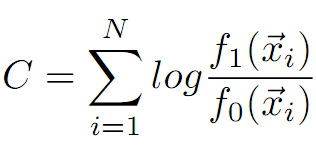 C = \sum_{i=1}^{N} log \frac{f_1(\vec{x}_i)}{f_0(\vec{x}_i)}